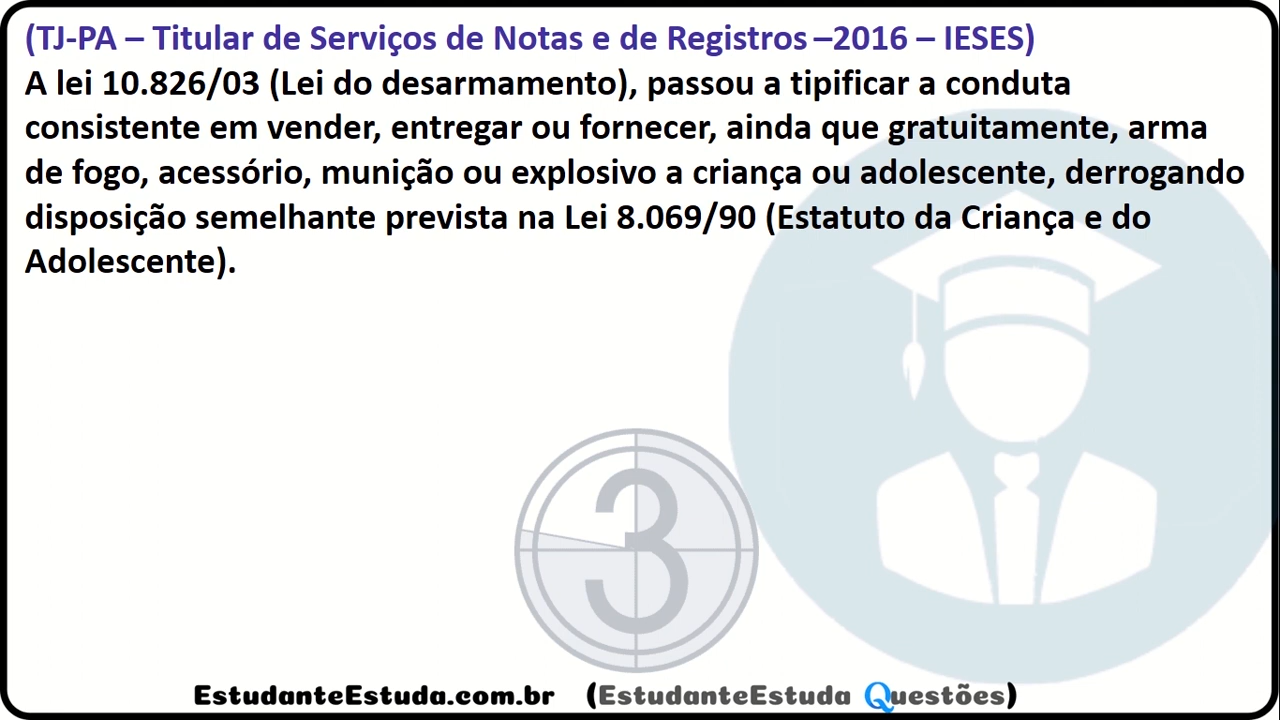 (TJ-PA – Titular de Serviços de Notas e de Registros –2016 – IESES)
A lei 10.826/03 (Lei do desarmamento), passou a tipificar a conduta
consistente em vender, entregar ou fornecer, ainda que gratuitamente, arma
de fogo, acessório, munição ou explosivo a criança ou adolescente, derrogando
disposição semelhante prevista na Lei 8.069/90 (Estatuto da Criança e do
Adolescente).
3
EstudanteEstuda.com.br (EstudanteEstuda Questões)